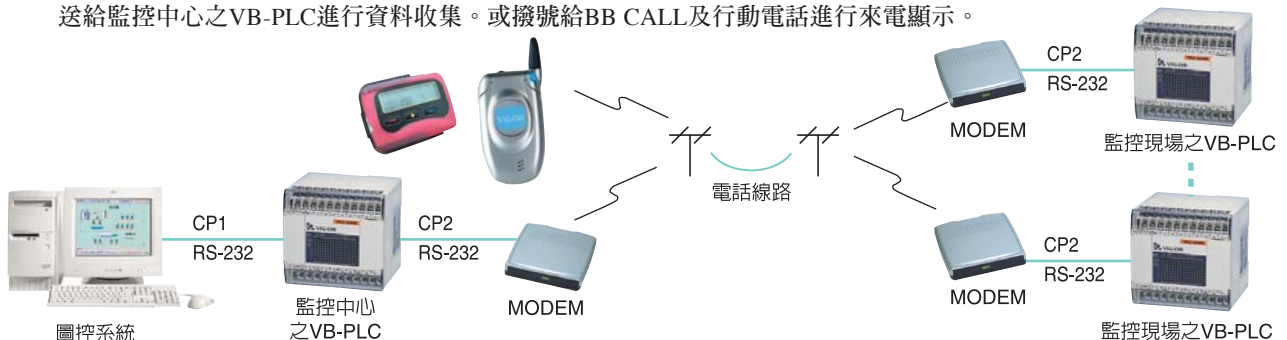 送給監控中心之VB-PLC進行資料收集。或撥號給BB CALL及行動電話進行來電顯示。
CP2
RS-232
MODEM
監控現場之VB-PLC
電話線路
CP1
RS-232
CP2
RS-232
MODEM
圖控系統
監控中心
之VB-PLC
CP2
RS-232
MODEM
監控現場之VB-PLC
VIGOR
VIGOR
VIGOR
VIGOR